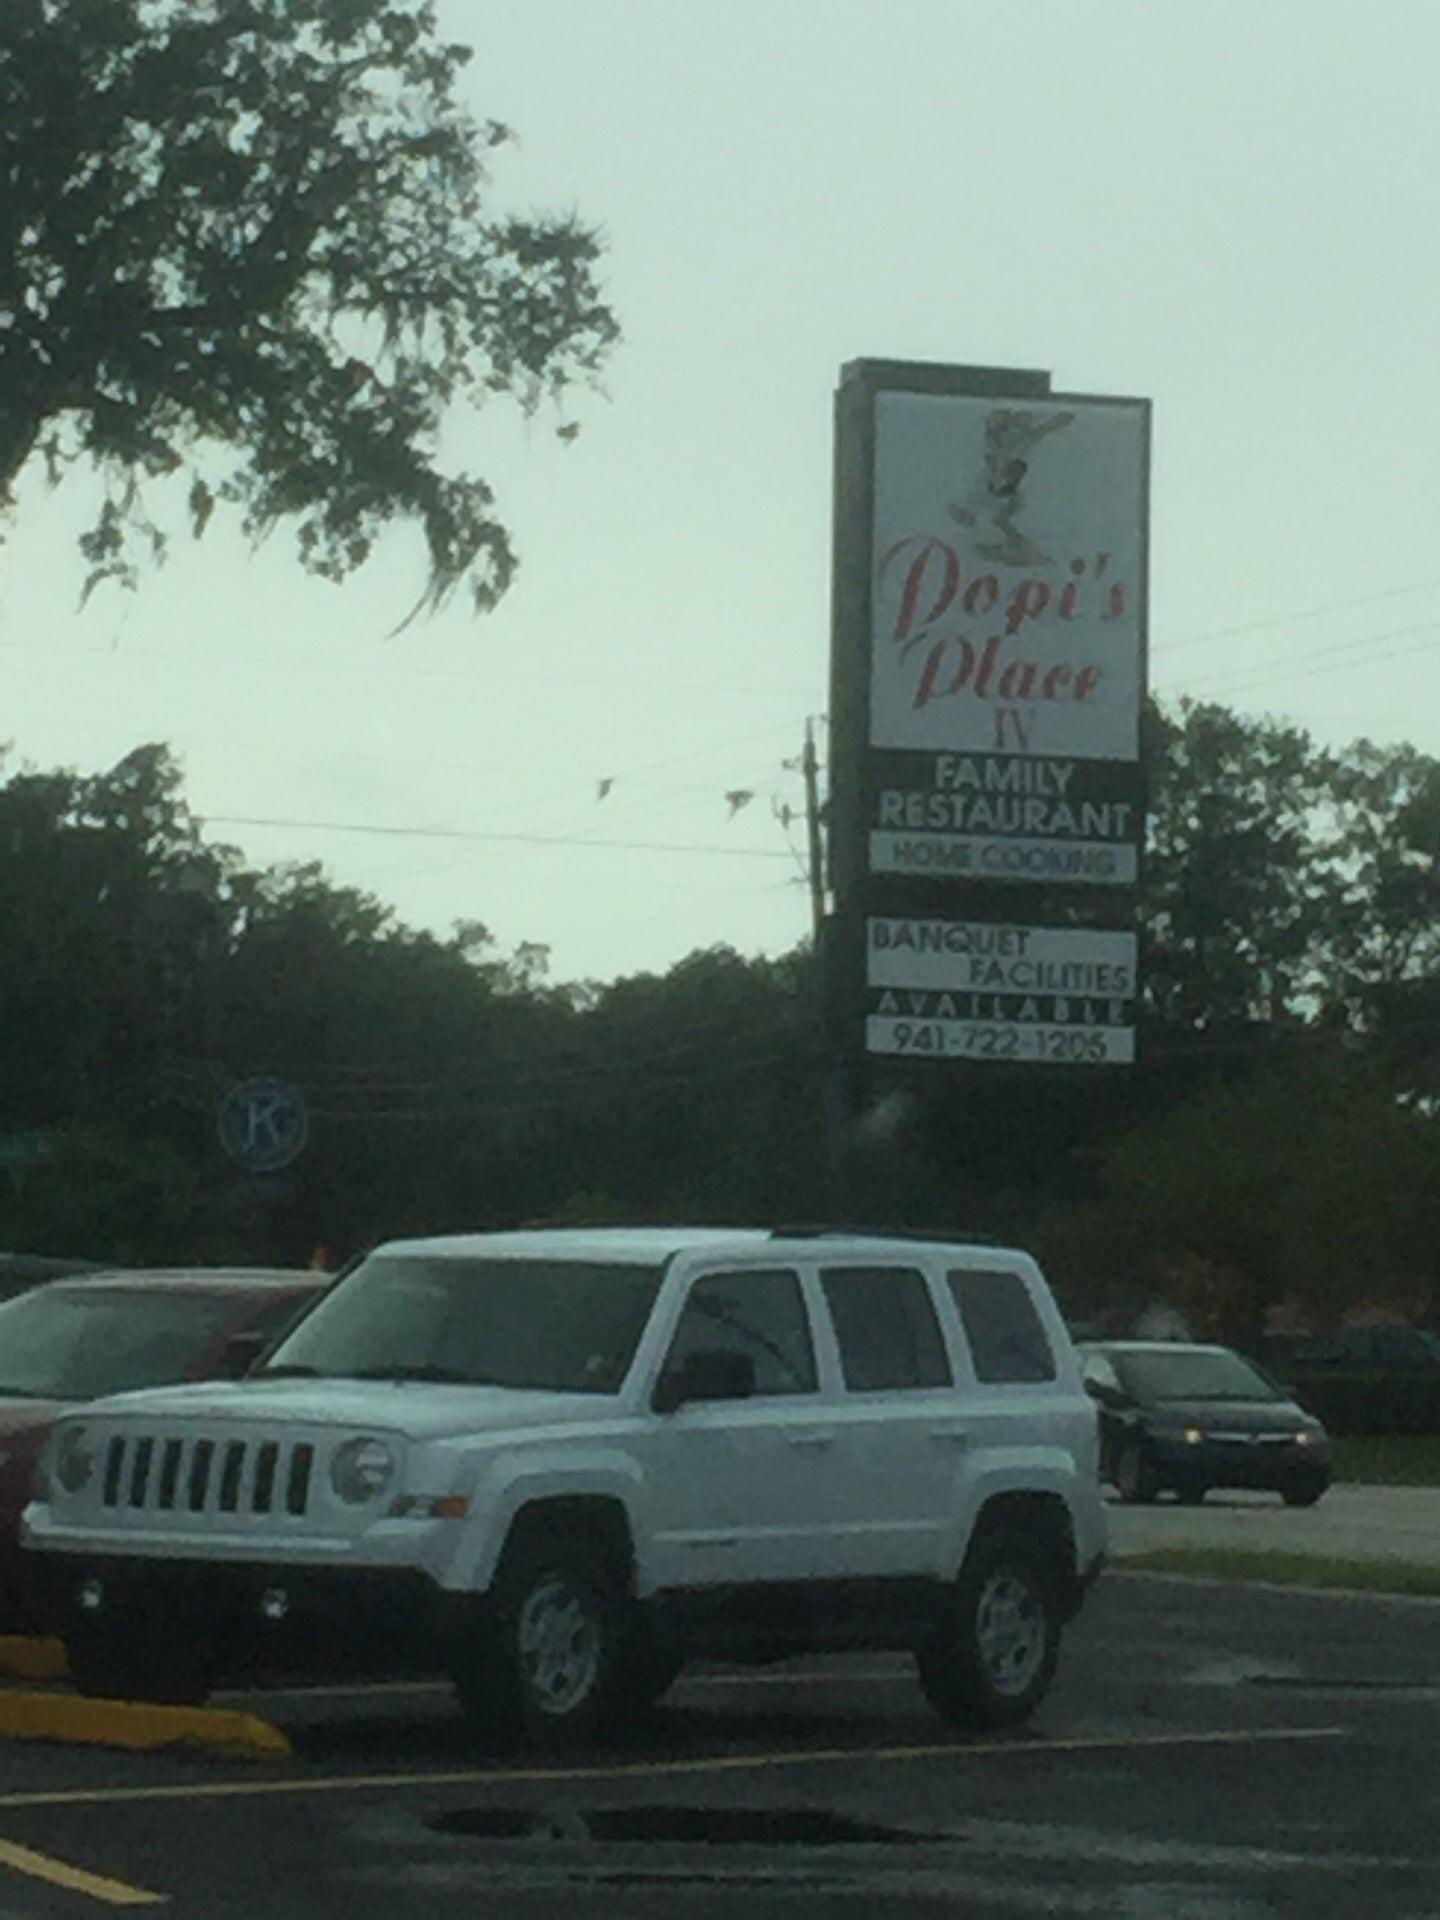 Popi's
Place
IV
FAMILY
RESTAURANT
HOME COOKING
BANQUET
FACILITIES
AVAILABLE
941-722-1205
K